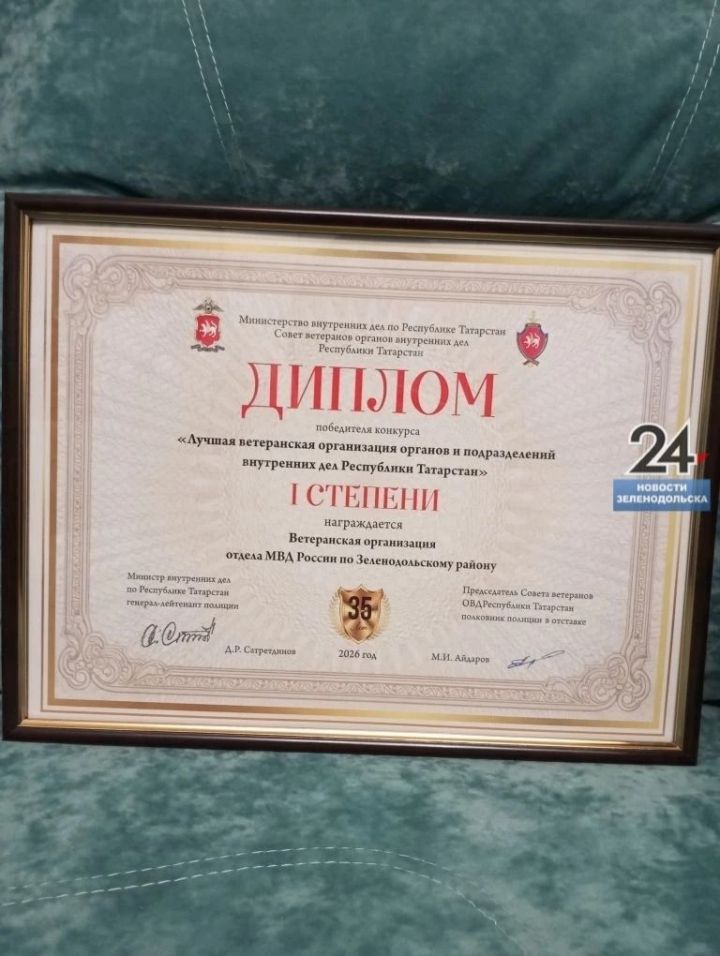 Министерство внутренних дел по Республике Татарстан
Совет ветеранов органов внутренних дел
Республики Татарстан
ДИПЛОМ
победителя конкурса
«Лучшая ветеранская организация органов и подразделений
внутренних дел Республики Татарстан»
I СТЕПЕНИ
награждается
Ветеранская организация
отдела МВД России по Зеленодольскому району
Министр внутренних дел
по Республике Татарстан
генерал-лейтенант полиции
Д.Р. Сатретдинов
35
лет
2026 год
Председатель Совета ветеранов
ОВДРеспублики Татарстан
полковник полиции в отставке
М.И. Айдаров
24
НОВОСТИ
ЗЕЛЕНОДОЛЬСКА